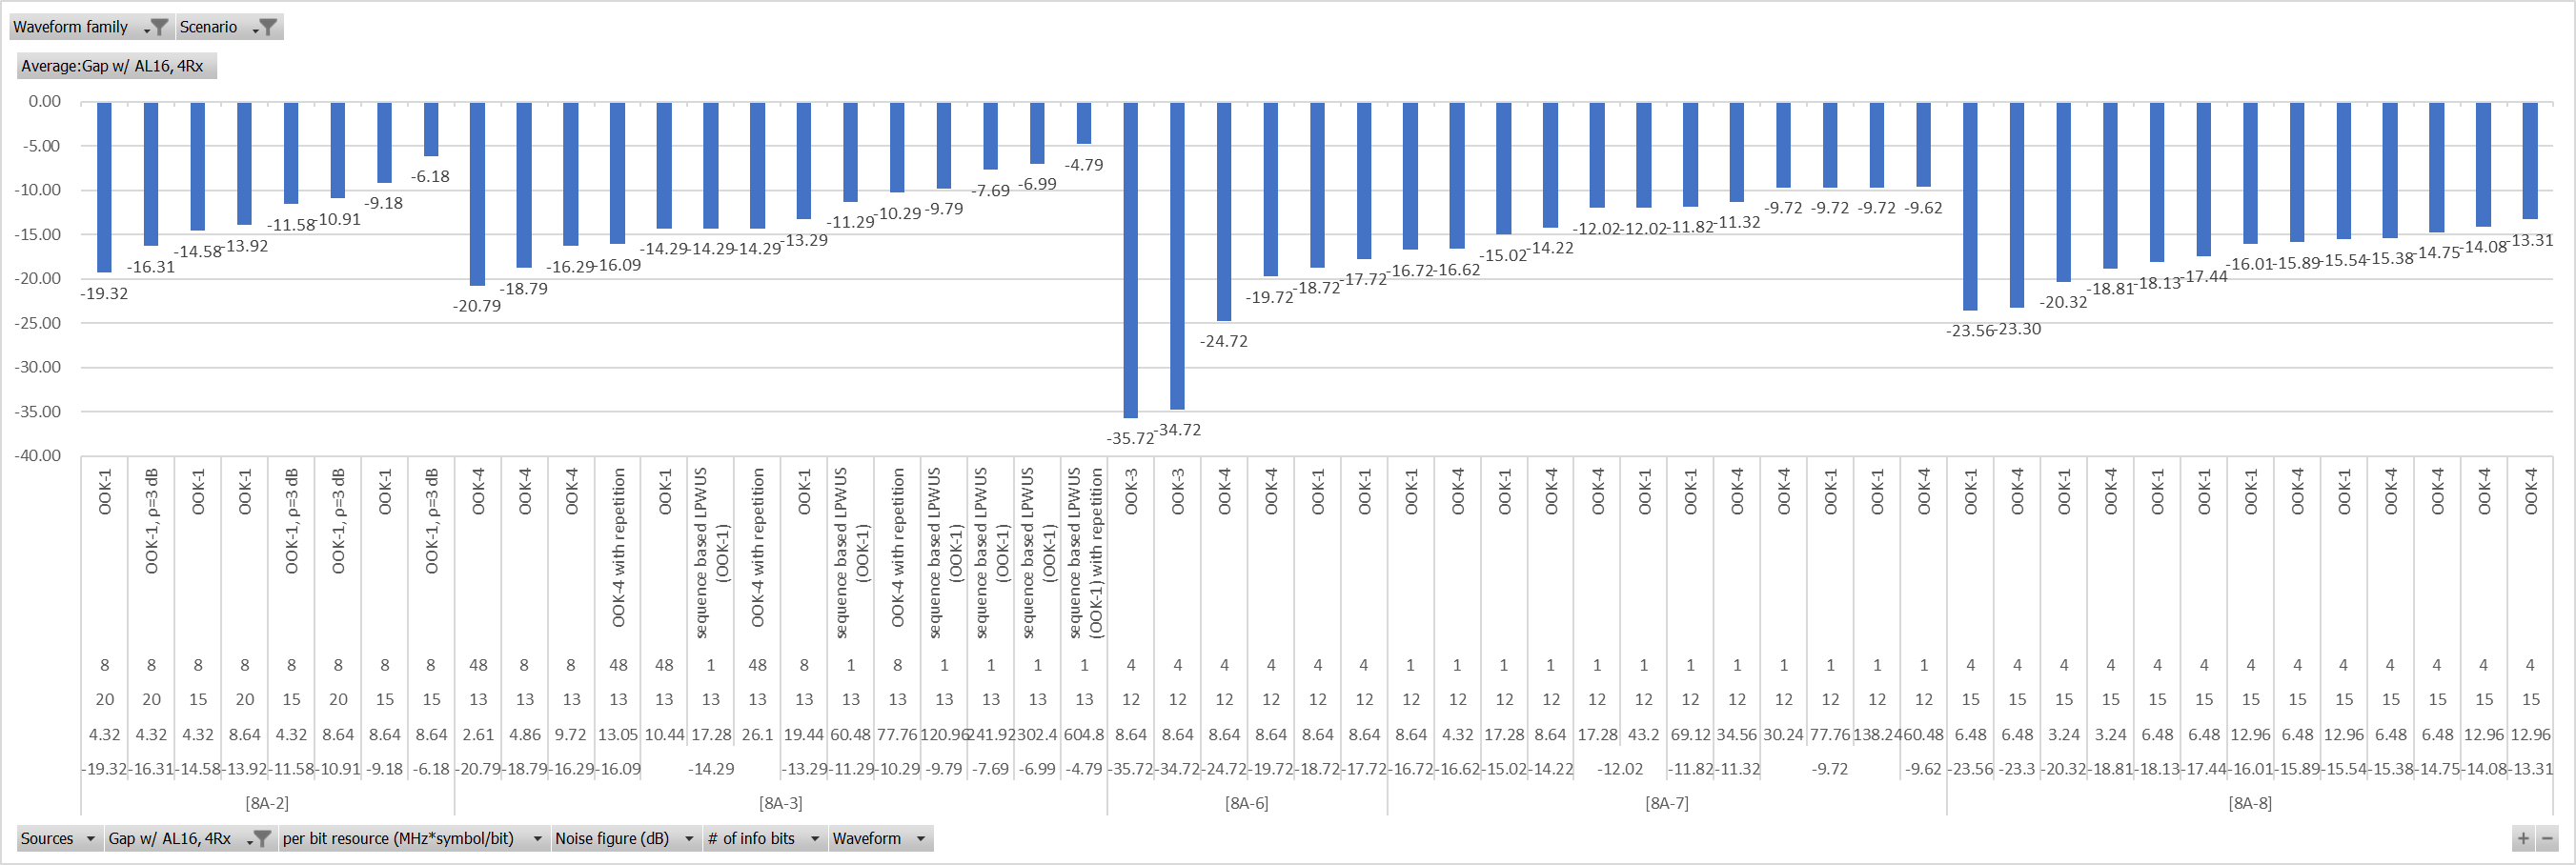 Waveform family Scenario
Average:Gap w/ AL16, 4Rx
0.00
-5.00
-10.00
-15.00
-20.00
-25.00
-30.00
-35.00
-40.00
-19.32 -16.31 -14.58 -13.92 -11.58 -10.91 -9.18 -6.18 -20.79 -18.79 -16.29 -16.09 -14.29 -14.29 -14.29 -13.29 -11.29 -10.29 -9.79 -7.69 -6.99 -4.79 -35.72 -34.72 -24.72 -19.72 -18.72 -17.72 -16.72 -16.62 -15.02 -14.22 -12.02 -12.02 -11.82 -11.32 -9.72 -9.72 -9.72 -9.62 -23.56 -23.30 -20.32 -18.81 -18.13 -17.44 -16.01 -15.89 -15.54 -15.38 -14.75 -14.08 -13.31
OOK-1
OOK-1, ρ=3 dB
OOK-1
OOK-1
OOK-1, ρ=3 dB
OOK-1, ρ=3 dB
OOK-1
OOK-1, ρ=3 dB
OOK-4
OOK-4
OOK-4
OOK-4 with repetition
OOK-1
sequence based LPWUS
(OOK-1)
OOK-4 with repetition
OOK-1
sequence based LPWUS
(OOK-1)
OOK-4 with repetition
sequence based LPWUS
(OOK-1)
sequence based LPWUS
(OOK-1)
sequence based LPWUS
(OOK-1)
sequence based LPWUS
(OOK-1) with repetition
OOK-3
OOK-3
OOK-4
OOK-4
OOK-1
OOK-1
OOK-1
OOK-4
OOK-1
OOK-4
OOK-4
OOK-1
OOK-1
OOK-4
OOK-4
OOK-1
OOK-1
OOK-4
OOK-1
OOK-4
OOK-1
OOK-4
OOK-1
OOK-4
OOK-1
OOK-4
OOK-1
OOK-4
OOK-4
OOK-4
OOK-4
8 8 8 8 8 8 8 8 48 8 8 48 48 1 48 8 1 8 1 1 1 1 4 4 4 4 4 4 1 1 1 1 1 1 1 1 1 1 1 1 4 4 4 4 4 4 4 4 4 4 4 4 4
20 20 15 20 15 20 15 15 13 13 13 13 13 13 13 13 13 13 13 13 13 13 12 12 12 12 12 12 12 12 12 12 12 12 12 12 12 12 12 12 15 15 15 15 15 15 15 15 15 15 15 15 15
4.32 4.32 4.32 8.64 4.32 8.64 8.64 8.64 2.61 4.86 9.72 13.05 10.44 17.28 26.1 19.44 60.48 77.76 120.96 241.92 302.4 604.8 8.64 8.64 8.64 8.64 8.64 8.64 8.64 4.32 17.28 8.64 17.28 43.2 69.12 34.56 30.24 77.76 138.24 60.48 6.48 6.48 3.24 3.24 6.48 6.48 12.96 6.48 12.96 6.48 6.48 12.96 12.96
-19.32 -16.31 -14.58 -13.92 -11.58 -10.91 -9.18 -6.18 -20.79 -18.79 -16.29 -16.09 -14.29 -13.29 -11.29 -10.29 -9.79 -7.69 -6.99 -4.79 -35.72 -34.72 -24.72 -19.72 -18.72 -17.72 -16.72 -16.62 -15.02 -14.22 -12.02 -11.82 -11.32 -9.72 -9.62 -23.56 -23.3 -20.32 -18.81 -18.13 -17.44 -16.01 -15.89 -15.54 -15.38 -14.75 -14.08 -13.31
[8A-2] [8A-3] [8A-6] [8A-7] [8A-8]
Sources Gap w/ AL16, 4Rx per bit resource (MHz*symbol/bit) Noise figure (dB) # of info bits Waveform + −